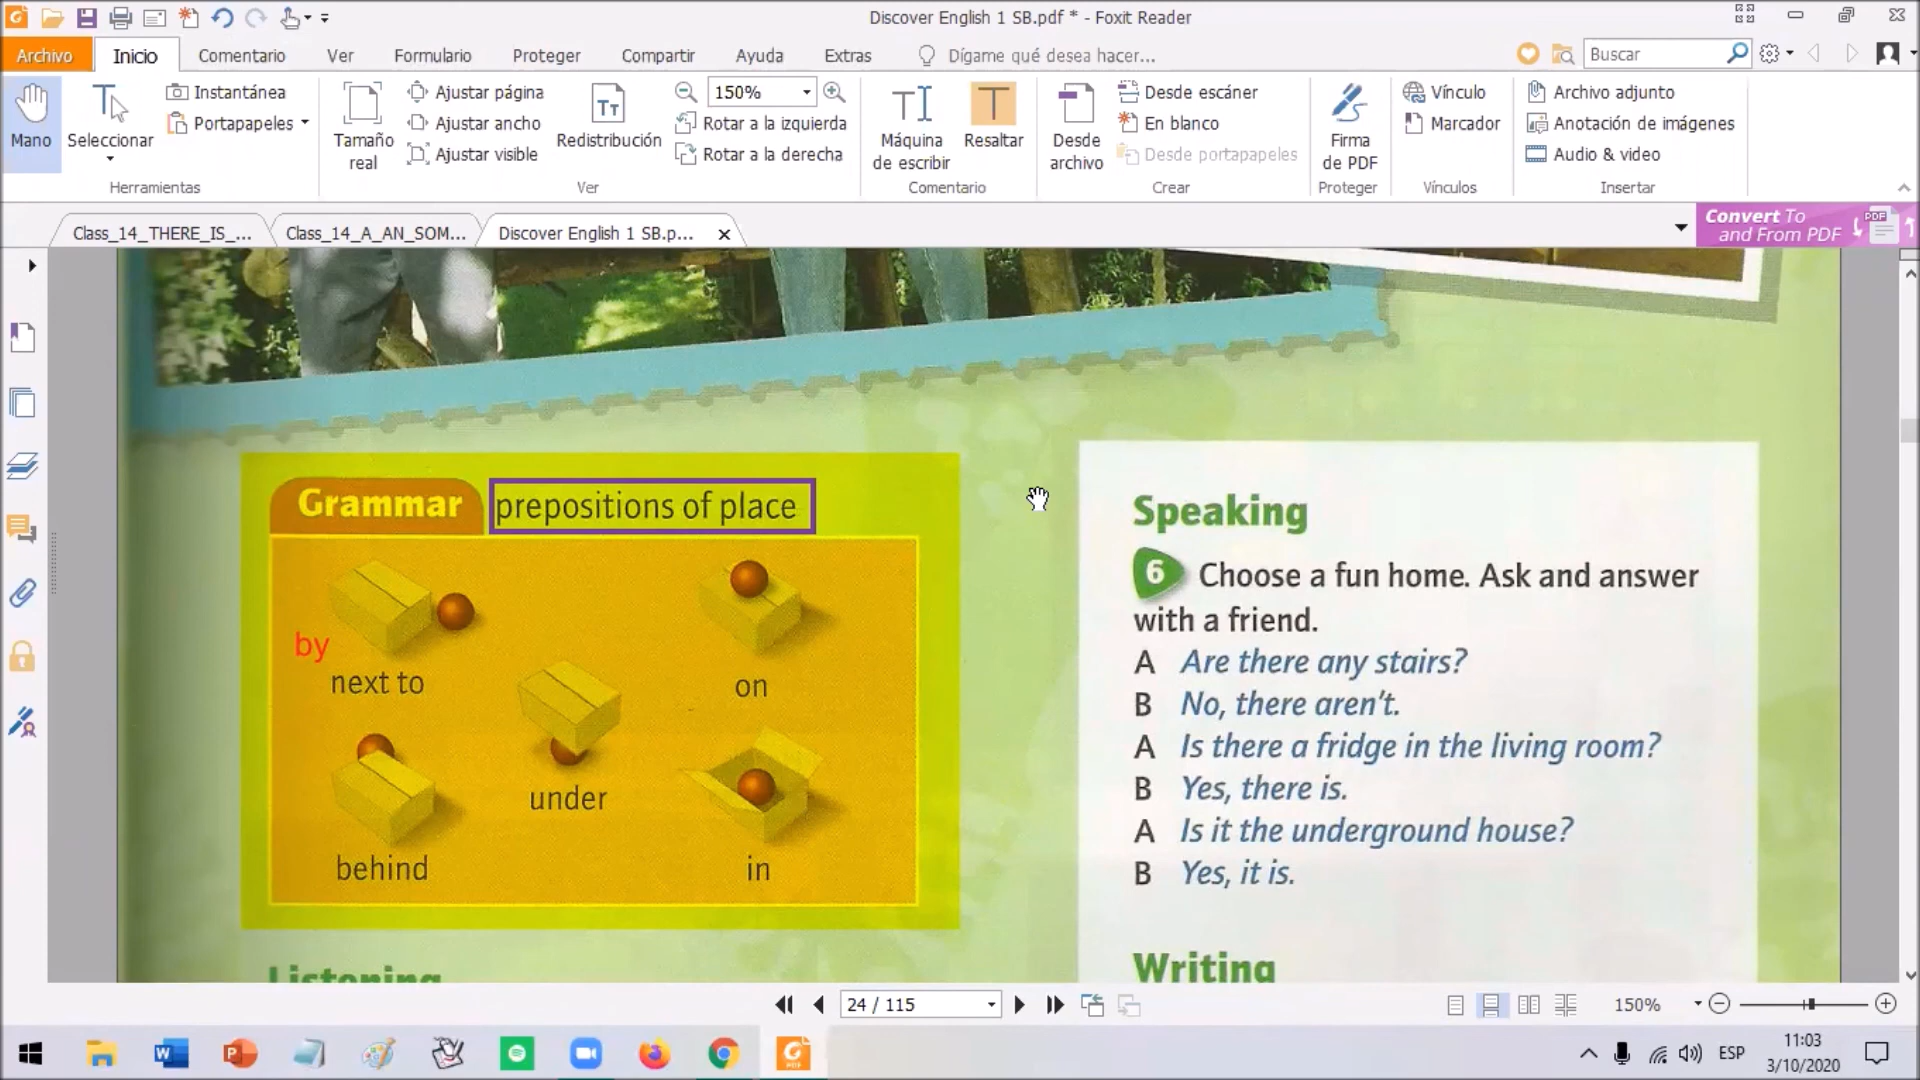 Discover English 1 SB.pdf * - Foxit Reader
Archivo Inicio Comentario Ver Formulario Proteger Compartir Ayuda Extras Dígame qué desea hacer... Buscar
Mano
Seleccionar
Instantánea
Portapapeles
Herramientas
Tamaño
real
Ajustar página
Ajustar ancho
Ajustar visible
Redistribución
150%
Rotar a la izquierda
Rotar a la derecha
Ver
Máquina
de escribir
Resaltar
Comentario
Desde
archivo
Desde escáner
En blanco
Desde portapapeles
Crear
Firma
de PDF
Proteger
Vínculo
Marcador
Vínculos
Archivo adjunto
Anotación de imágenes
Audio & video
Insertar
Class_14_THERE_IS_...
Class_14_A_AN_SOM...
Discover English 1 SB.p...
Convert To
and From PDF
PDF
Grammar prepositions of place
by
next to
on
under
behind
in
Listening
Speaking
6 Choose a fun home. Ask and answer
with a friend.
A Are there any stairs?
B No, there aren't.
A Is there a fridge in the living room?
B Yes, there is.
A Is it the underground house?
B Yes, it is.
Writing
24 / 115
150%
ESP
11:03
3/10/2020